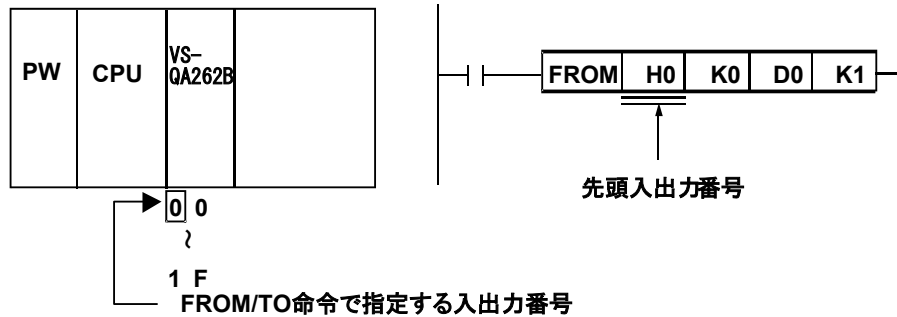 PW
CPU
VS-
QA262B
0 0
~
1 F
FROM/TO命令で指定する入出力番号
FROM H0 K0 D0 K1
先頭入出力番号